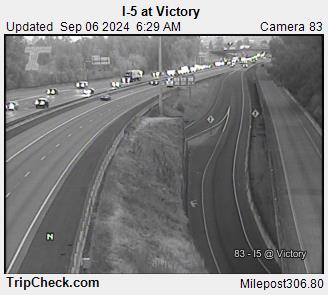 I-5 at Victory
Updated Sep 06 2024 6:29 AM Camera 83
N
83 - I5 @ Victory
TripCheck.com Milepost306.80